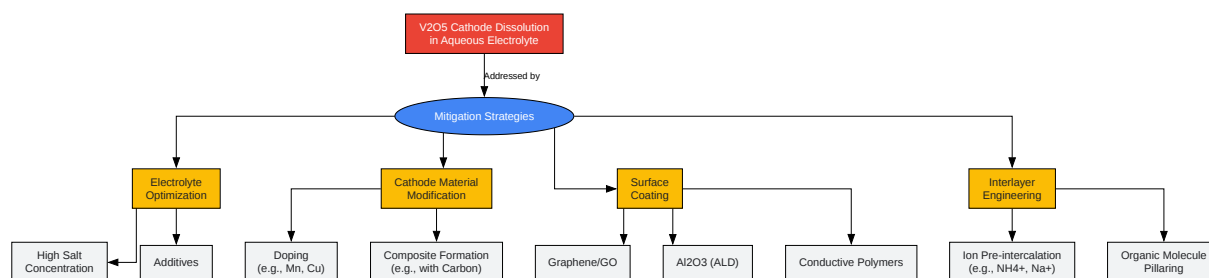 V2O5 Cathode Dissolution
in Aqueous Electrolyte
Addressed by
Mitigation Strategies
Electrolyte
Optimization
Cathode Material
Modification
Surface
Coating
Interlayer
Engineering
High Salt
Concentration
Additives
Doping
(e.g., Mn, Cu)
Composite Formation
(e.g., with Carbon)
Graphene/GO
Al2O3 (ALD)
Conductive Polymers
Ion Pre-intercalation
(e.g., NH4+, Na+)
Organic Molecule
Pillaring